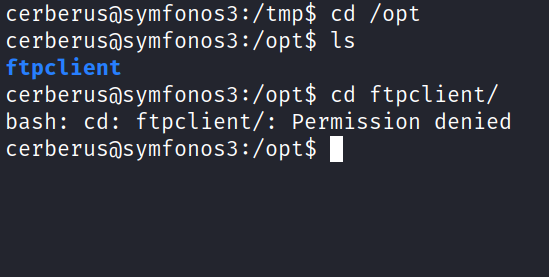 cerberus@symfonos3:/tmp$ cd /opt
cerberus@symfonos3:/opt$ ls
ftpclient
cerberus@symfonos3:/opt$ cd ftpclient/
bash: cd: ftpclient/: Permission denied
cerberus@symfonos3:/opt$